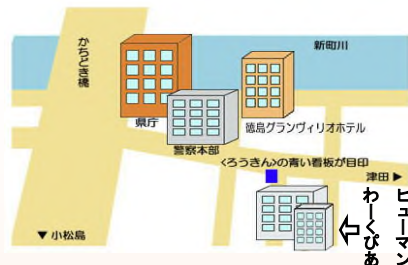 かちどき橋
新町川
県庁
徳島グランヴィリオホテル
警察本部
<ろうきん>の青い看板が目印
津田 ▶
ヒューマン
わーくぴあ
▼ 小松島